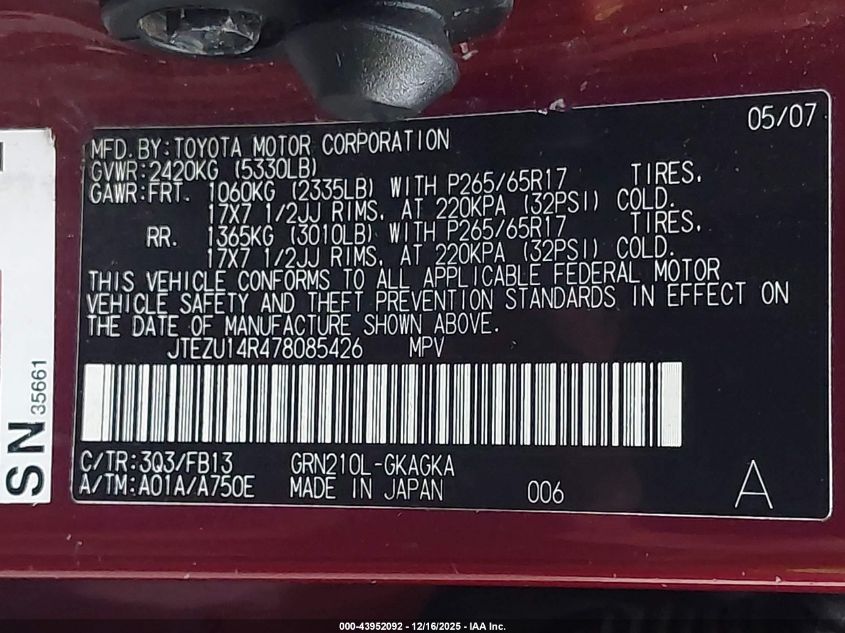 05/07
MFD. BY: TOYOTA MOTOR CORPORATION
GVWR: 2420KG (5330LB)
GAWR: FRT. 1060KG (2335LB) WITH P265/65R17 TIRES,
17X7 1/2JJ RIMS, AT 220KPA (32PSI) COLD.
RR. 1365KG (3010LB) WITH P265/65R17 TIRES,
17X7 1/2JJ RIMS, AT 220KPA (32PSI) COLD.
THIS VEHICLE CONFORMS TO ALL APPLICABLE FEDERAL MOTOR
VEHICLE SAFETY AND THEFT PREVENTION STANDARDS IN EFFECT ON
THE DATE OF MANUFACTURE SHOWN ABOVE.
JTEZU14R478085426 MPV
C/TR: 3Q3/FB13 GRN210L-GKAGKA
A/TM: A01A/A750E MADE IN JAPAN 006 A
SN 35661
000-43952092 - 12/16/2025 - IAA Inc.